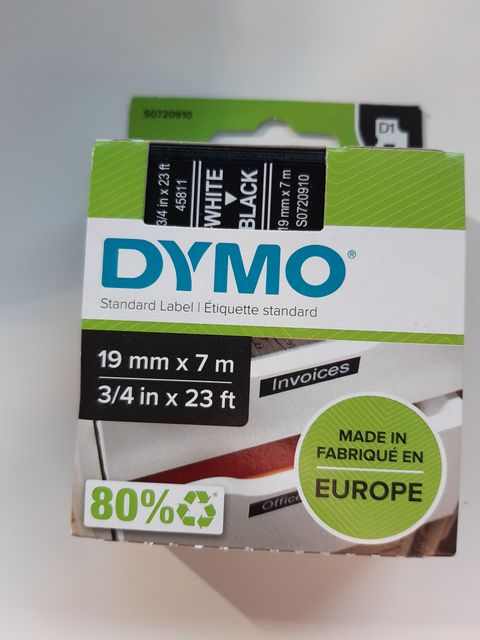 S0720910
D1
3/4 in x 23 ft
45811
WHITE
BLACK
19 mm x 7 m
S0720910
DYMO®
Standard Label | Étiquette standard
19 mm x 7 m
3/4 in x 23 ft
Invoices
Office
MADE IN
FABRIQUÉ EN
EUROPE
80%*